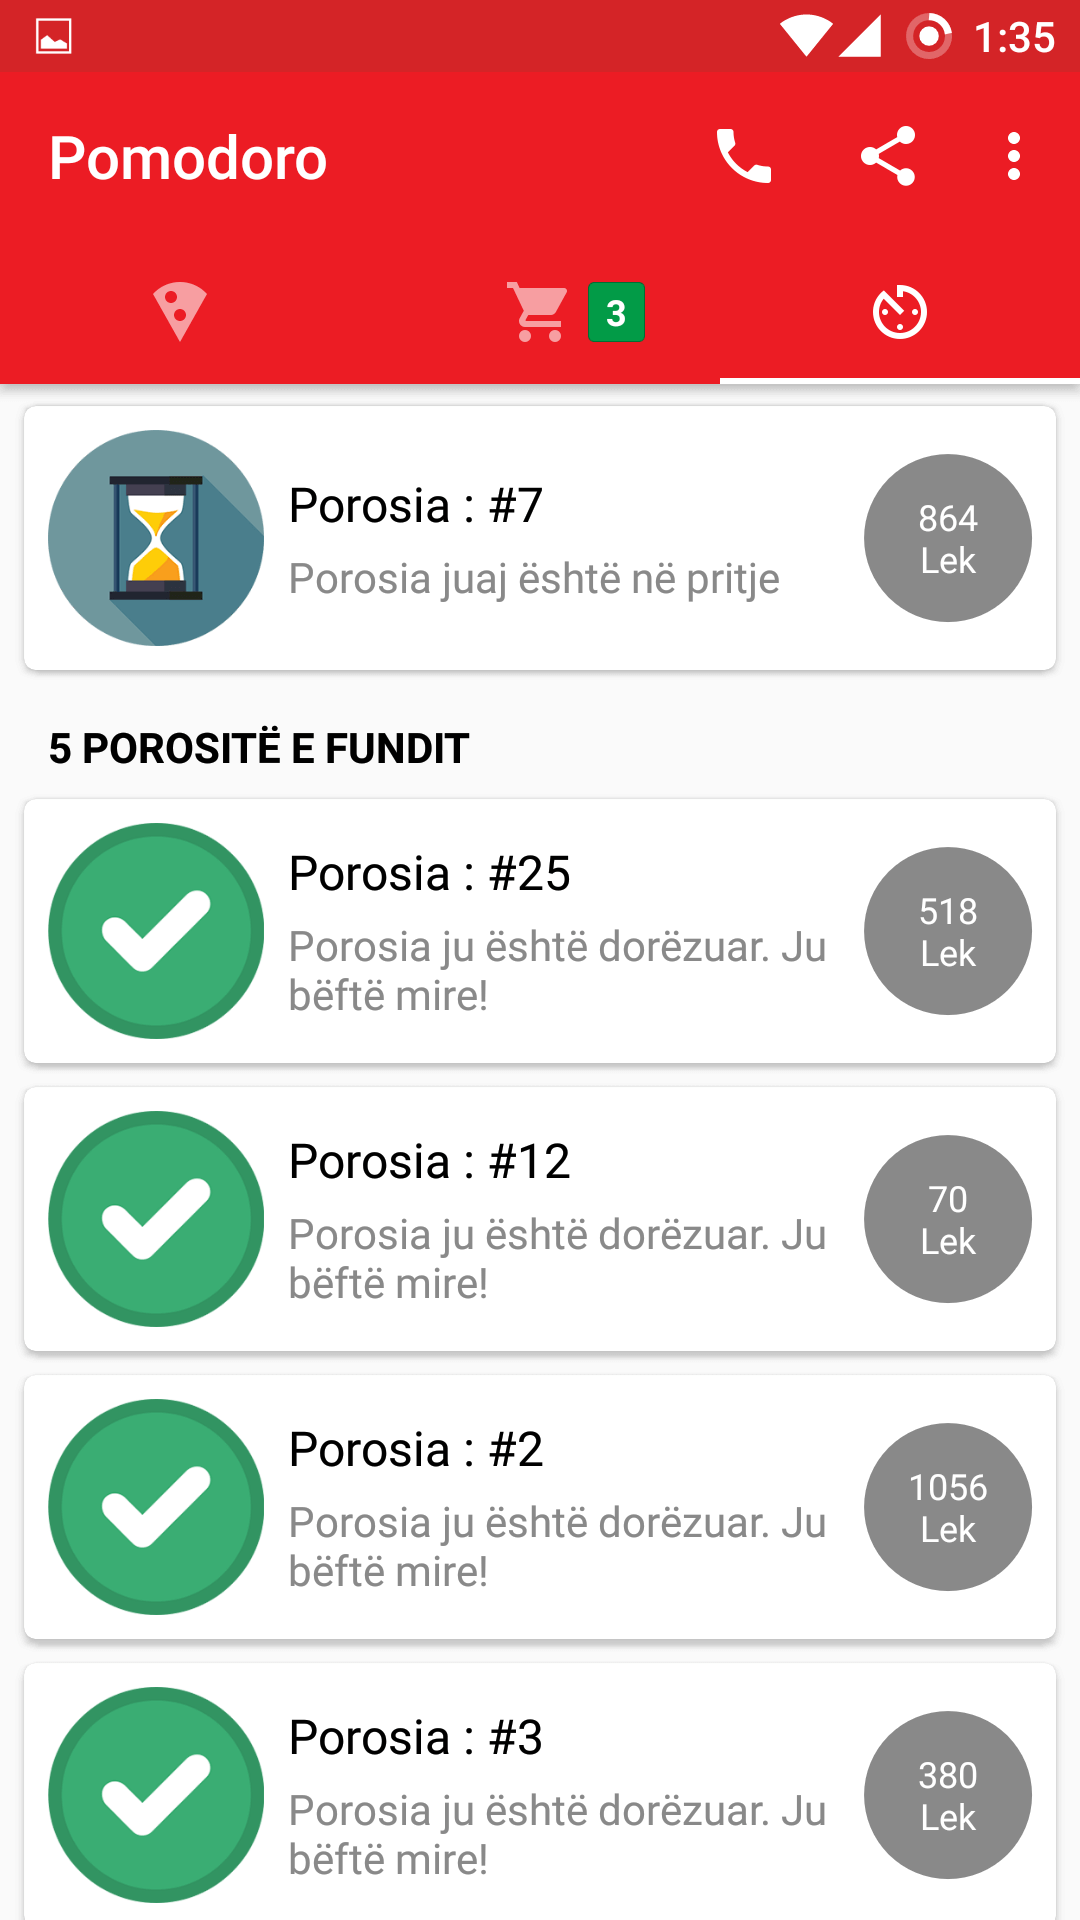 1:35
Pomodoro
3
Porosia : #7
Porosia juaj është në pritje
864
Lek
5 POROSITË E FUNDIT
Porosia : #25
Porosia ju është dorëzuar. Ju
bëftë mire!
518
Lek
Porosia : #12
Porosia ju është dorëzuar. Ju
bëftë mire!
70
Lek
Porosia : #2
Porosia ju është dorëzuar. Ju
bëftë mire!
1056
Lek
Porosia : #3
Porosia ju është dorëzuar. Ju
bëftë mire!
380
Lek